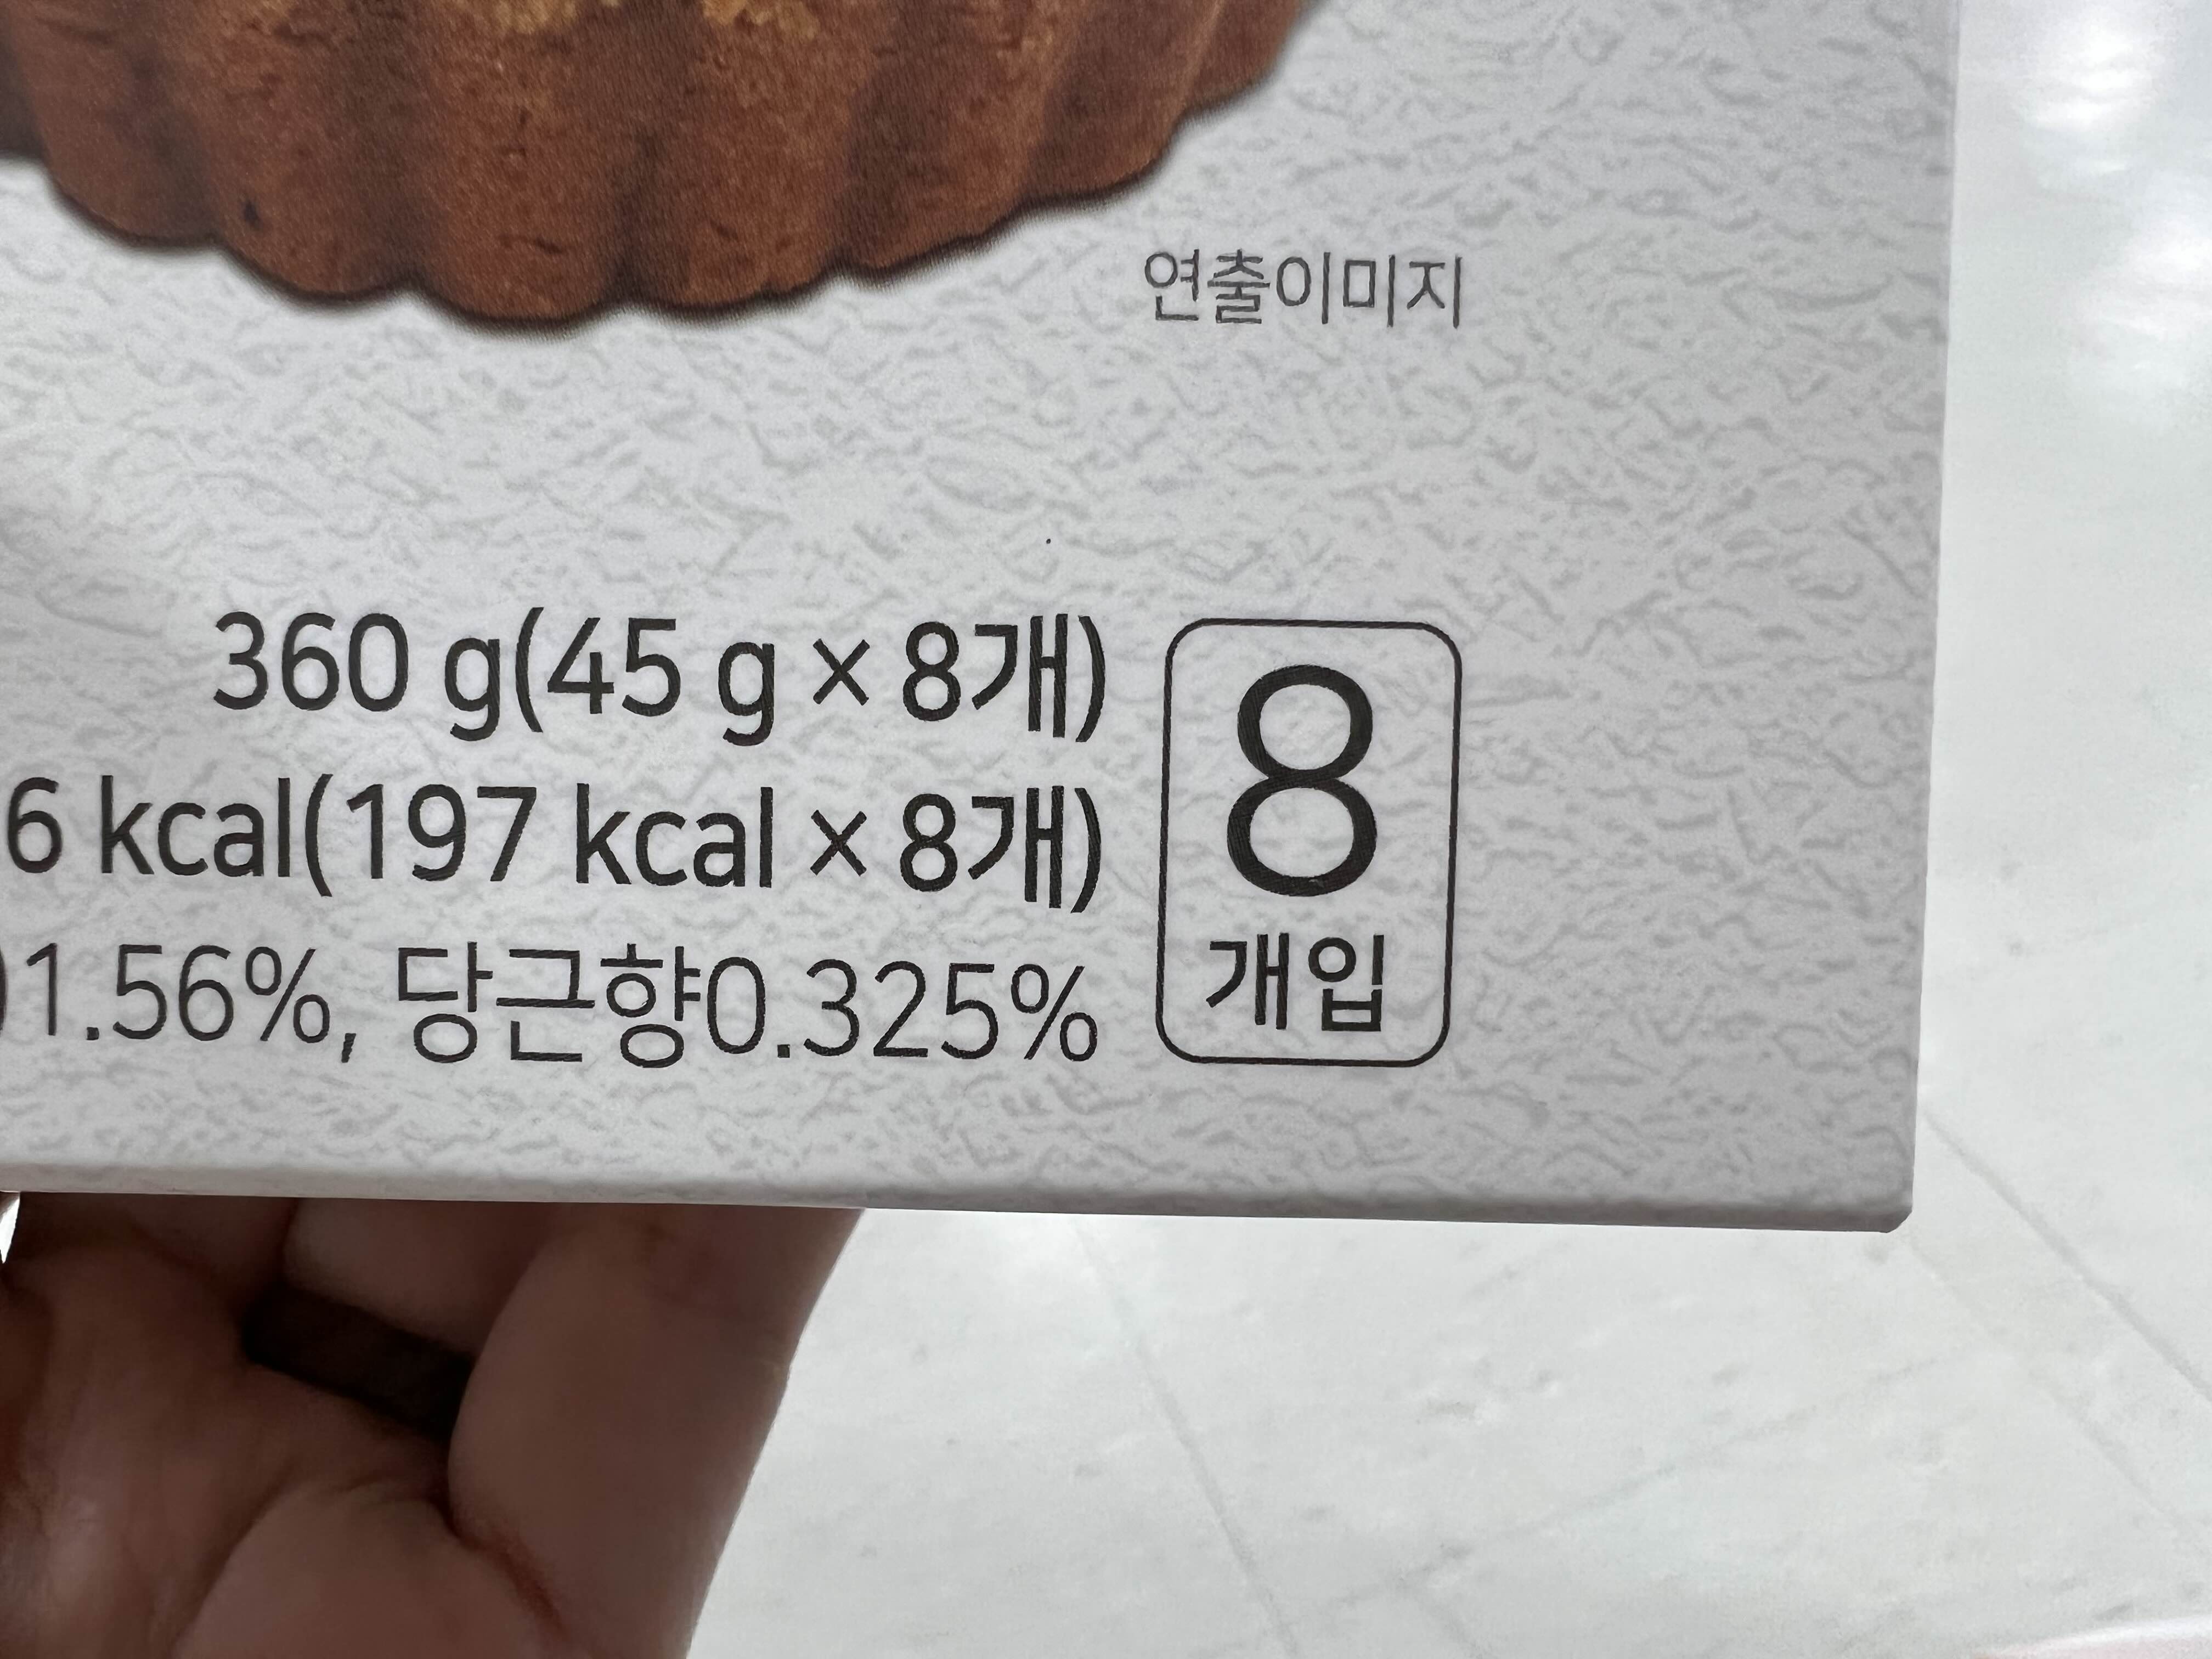 연출이미지
360 g(45 g × 8개)
6 kcal(197 kcal × 8개)
)1.56%, 당근향0.325%
8
개입